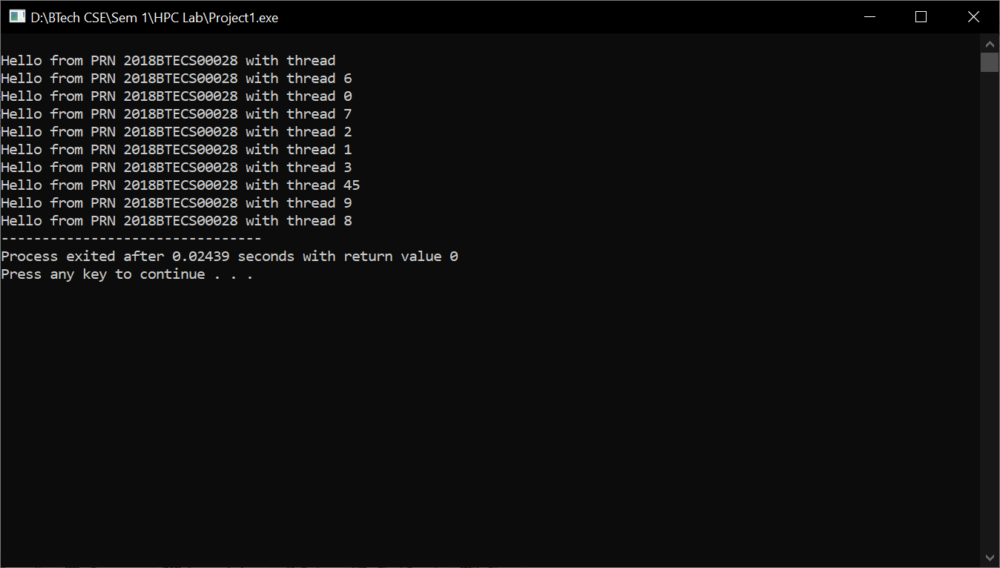 D:\BTech CSE\Sem 1\HPC Lab\Project1.exe
Hello from PRN 2018BTECS00028 with thread
Hello from PRN 2018BTECS00028 with thread 6
Hello from PRN 2018BTECS00028 with thread 0
Hello from PRN 2018BTECS00028 with thread 7
Hello from PRN 2018BTECS00028 with thread 2
Hello from PRN 2018BTECS00028 with thread 1
Hello from PRN 2018BTECS00028 with thread 3
Hello from PRN 2018BTECS00028 with thread 45
Hello from PRN 2018BTECS00028 with thread 9
Hello from PRN 2018BTECS00028 with thread 8
--------------------------------
Process exited after 0.02439 seconds with return value 0
Press any key to continue . . .